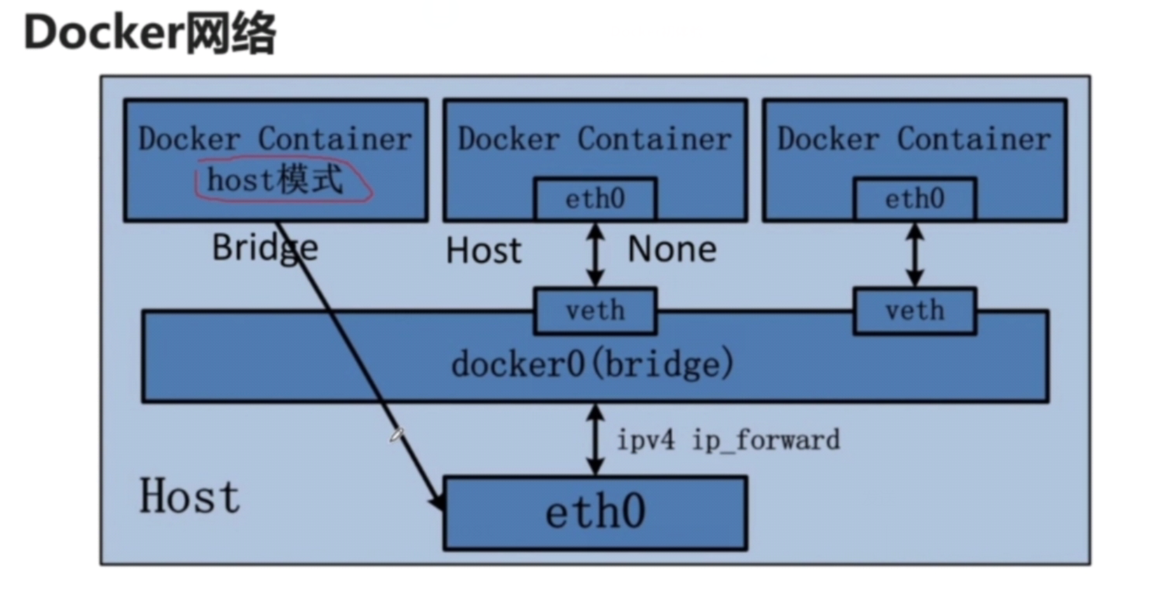 Docker网络
Docker Container
host模式
Docker Container
eth0
Docker Container
eth0
Bridge
Host
None
veth
veth
docker0(bridge)
ipv4 ip_forward
Host
eth0